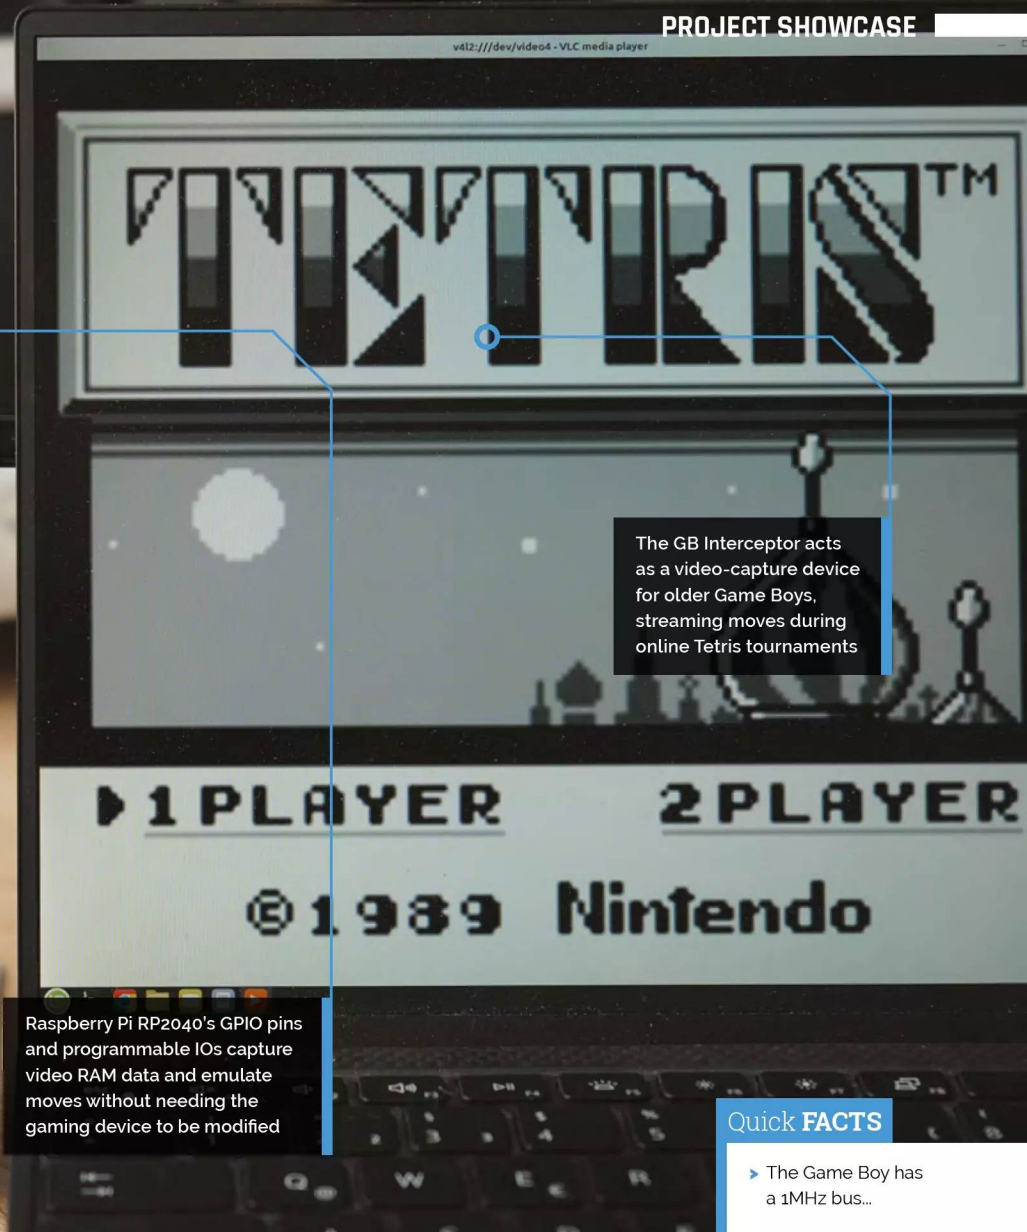 PROJECT SHOWCASE
v4l2:///dev/video4 - VLC media player
TETRIS™
The GB Interceptor acts
as a video-capture device
for older Game Boys,
streaming moves during
online Tetris tournaments
1PLAYER 2PLAYER
©1989 Nintendo
Raspberry Pi RP2040's GPIO pins
and programmable IOs capture
video RAM data and emulate
moves without needing the
gaming device to be modified
Quick FACTS
> The Game Boy has
a 1MHz bus...
Q W E € R